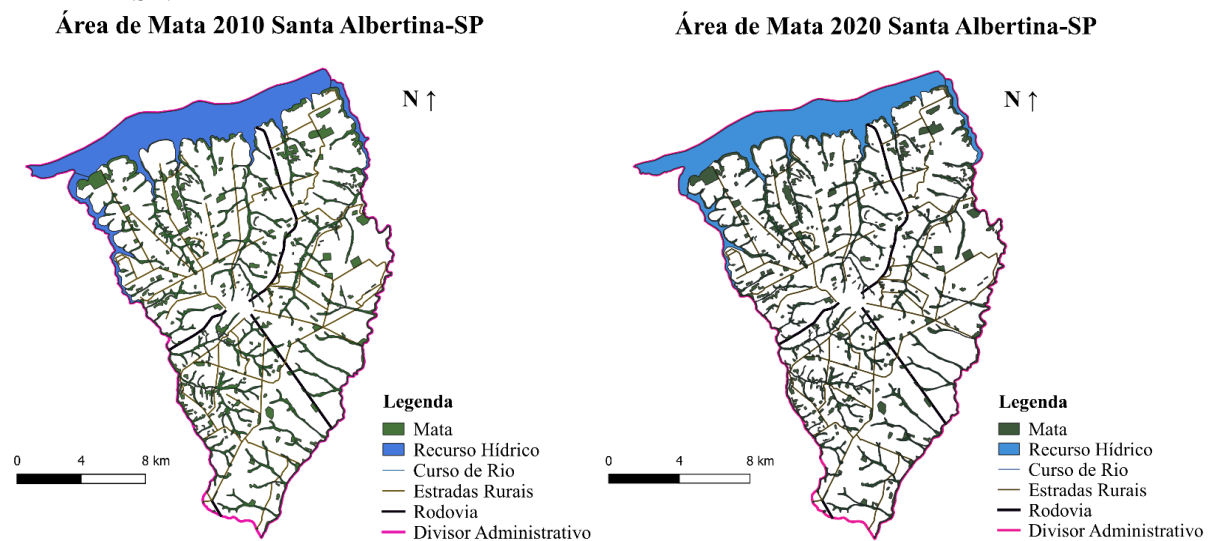 Área de Mata 2010 Santa Albertina-SP
N ↑
Legenda
Mata
Recurso Hídrico
Curso de Rio
Estradas Rurais
Rodovia
Divisor Administrativo
0 4 8 km
Área de Mata 2020 Santa Albertina-SP
N ↑
Legenda
Mata
Recurso Hídrico
Curso de Rio
Estradas Rurais
Rodovia
Divisor Administrativo
0 4 8 km